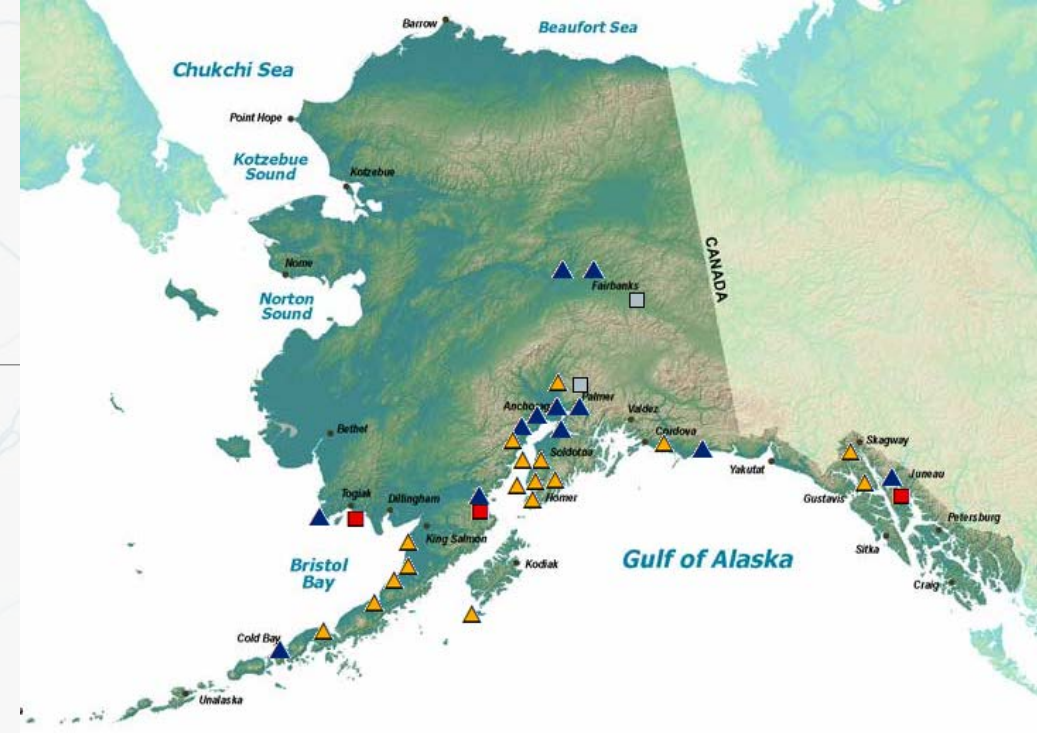 Barrow
Beaufort Sea
Chukchi Sea
Point Hope
Kotzebue
Sound
Kotzebue
CANADA
Nome
Fairbanks
Norton
Sound
Palmer
Anchorag
Valdez
Bethel
Cordova
Skagway
Soldotna
Yakutat
Juneau
Togiak
Dillingham
Homer
Gustavis
Petersburg
King Salmon
Sitka
Bristol
Bay
Kodiak
Gulf of Alaska
Craig
Cold Bay
Unalaska